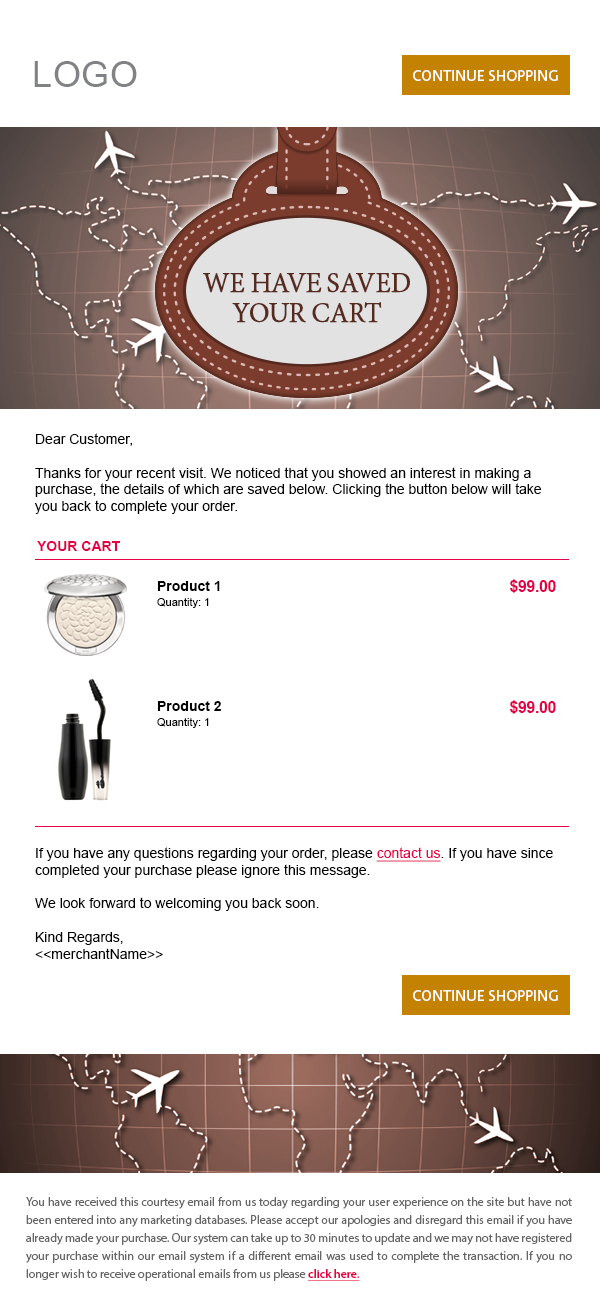 LOGO
CONTINUE SHOPPING
WE HAVE SAVED
YOUR CART
Dear Customer,
Thanks for your recent visit. We noticed that you showed an interest in making a
purchase, the details of which are saved below. Clicking the button below will take
you back to complete your order.
YOUR CART
Product 1
$99.00
Quantity: 1
Product 2
$99.00
Quantity: 1
If you have any questions regarding your order, please contact us. If you have since
completed your purchase please ignore this message.
We look forward to welcoming you back soon.
Kind Regards,
<<merchantName>>
CONTINUE SHOPPING
You have received this courtesy email from us today regarding your user experience on the site but have not
been entered into any marketing databases. Please accept our apologies and disregard this email if you have
already made your purchase. Our system can take up to 30 minutes to update and we may not have registered
your purchase within our email system if a different email was used to complete the transaction. If you no
longer wish to receive operational emails from us please click here.